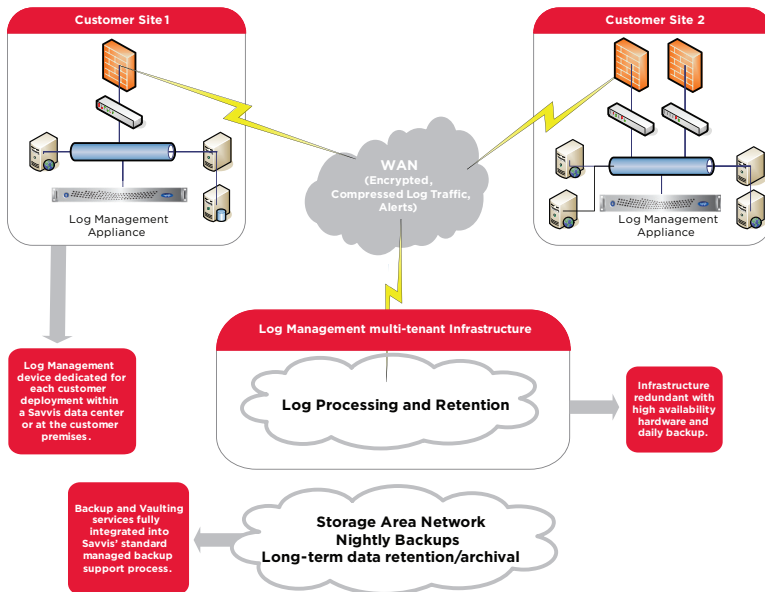 Customer Site 1
Customer Site 2
WAN
(Encrypted,
Compressed Log Traffic,
Alerts)
Log Management
Appliance
Log Management
Appliance
Log Management multi-tenant Infrastructure
Log Processing and Retention
Log Management
device dedicated for
each customer
deployment within
a Savvis data center
or at the customer
premises.
Infrastructure
redundant with
high availability
hardware and
daily backup.
Backup and Vaulting
services fully
integrated into
Savvis’ standard
managed backup
support process.
Storage Area Network
Nightly Backups
Long-term data retention/archival